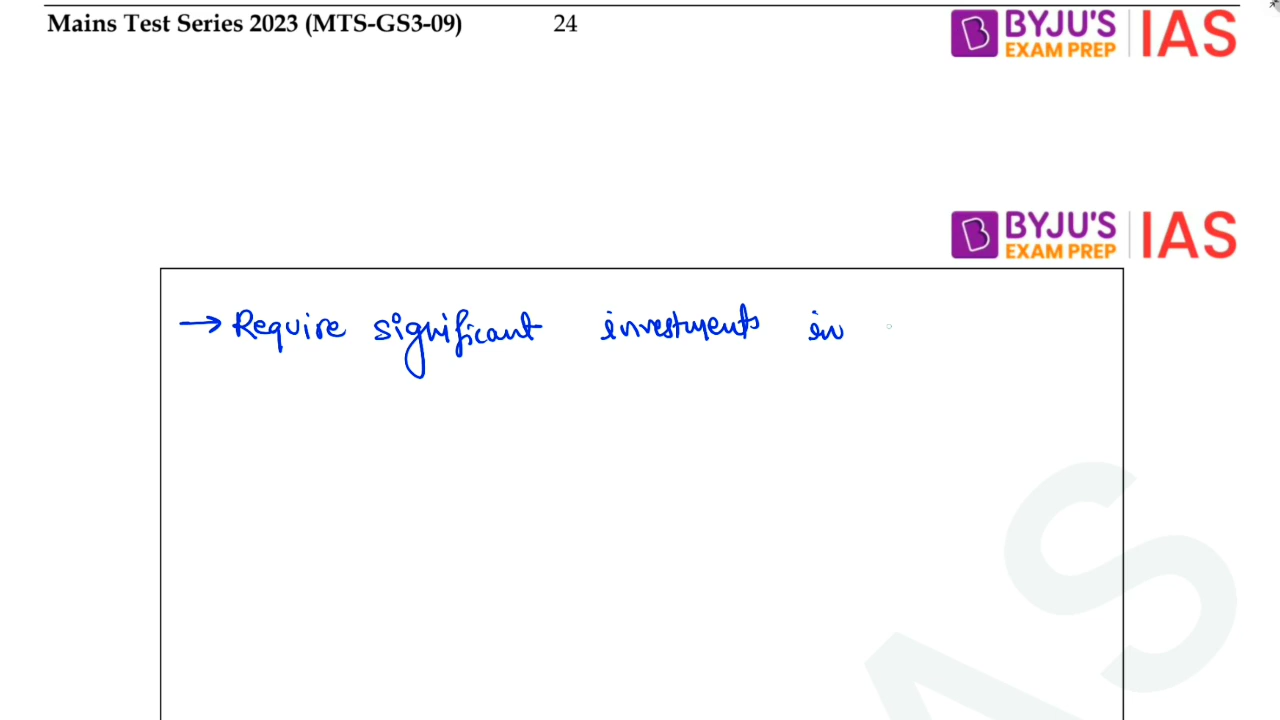 Mains Test Series 2023 (MTS-GS3-09) 24 BYJU'S EXAM PREP IAS
BYJU'S EXAM PREP IAS
→ Require significant investments in
AS